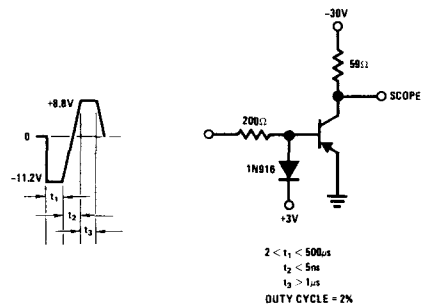 -30V
59Ω
SCOPE
+8.8V
0
200Ω
-11.2V
1N916
t1
t2
t3
+3V
2 < t1 < 500µs
t2 < 5ns
t3 > 1µs
DUTY CYCLE = 2%